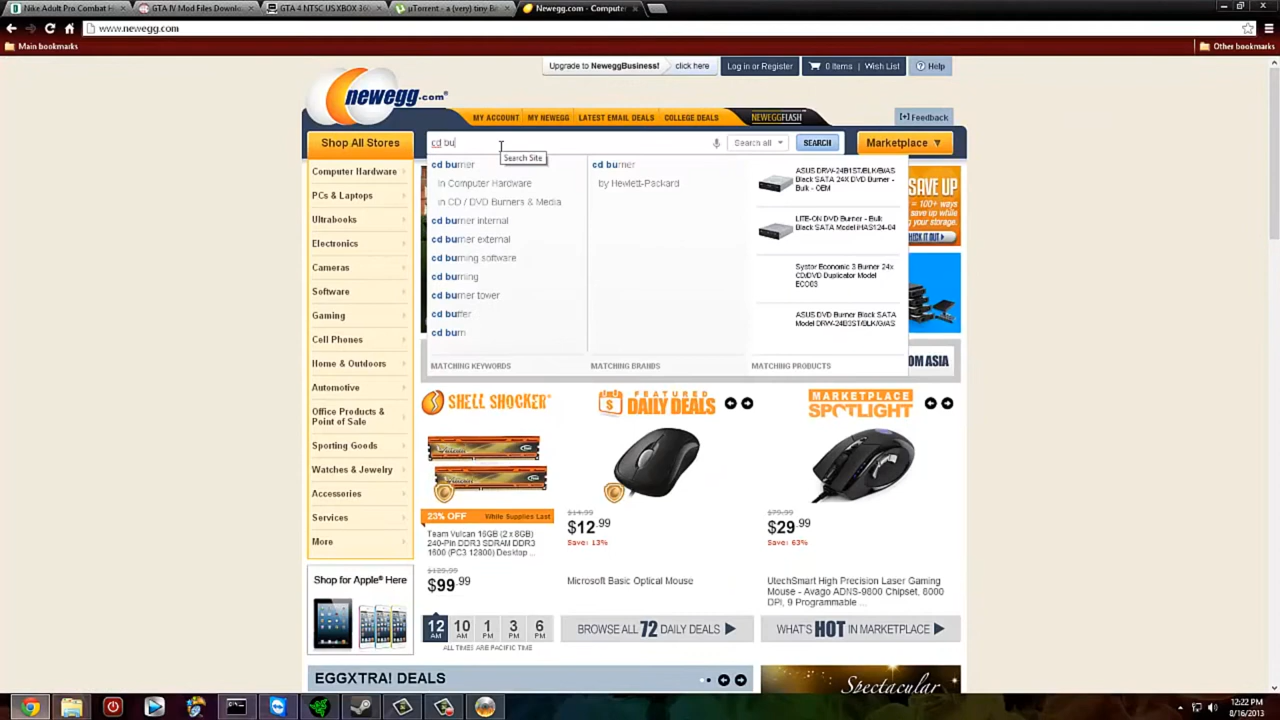 Nike Adult Pro Combat H
GTA IV Mod Files Downloa
GTA 4 NTSC US XBOX 360
µTorrent - a (very) tiny Bi
Newegg.com - Compute
www.newegg.com
Main bookmarks
Other bookmarks
Upgrade to NeweggBusiness! click here
Log in or Register
0 Items
Wish List
Help
newegg.com®
MY ACCOUNT
MY NEWEGG
LATEST EMAIL DEALS
COLLEGE DEALS
NEWEGGFLASH
[+] Feedback
Shop All Stores
cd bu
Search all
SEARCH
Marketplace
Search Site
Computer Hardware
PCs & Laptops
Ultrabooks
Electronics
Cameras
Software
Gaming
Cell Phones
Home & Outdoors
Automotive
Office Products &
Point of Sale
Sporting Goods
Watches & Jewelry
Accessories
Services
More
cd burner
in Computer Hardware
in CD / DVD Burners & Media
cd burner internal
cd burner external
cd burning software
cd burning
cd burner tower
cd buffer
cd burn
MATCHING KEYWORDS
cd burner
by Hewlett-Packard
MATCHING BRANDS
ASUS DRW-24B1ST/BLK/B/AS
Black SATA 24X DVD Burner -
Bulk - OEM
LITE-ON DVD Burner - Bulk
Black SATA Model iHAS124-04
Systor Economic 3 Burner 24x
CD/DVD Duplicator Model
ECO03
ASUS DVD Burner Black SATA
Model DRW-24B3ST/BLK/G/AS
MATCHING PRODUCTS
SAVE UP
100+ ways
save up while
your storage.
CHECK IT OUT
OM ASIA
SHELL SHOCKER®
FEATURED
DAILY DEALS
MARKETPLACE
SPOTLIGHT
23% OFF
While Supplies Last
Team Vulcan 16GB (2 x 8GB)
240-Pin DDR3 SDRAM DDR3
1600 (PC3 12800) Desktop ...
$129.99
$99.99
$14.99
$12.99
Save: 13%
Microsoft Basic Optical Mouse
$79.99
$29.99
Save: 63%
UtechSmart High Precision Laser Gaming
Mouse - Avago ADNS-9800 Chipset, 8000
DPI, 9 Programmable ...
Shop for Apple® Here
12 AM
10 AM
1 PM
3 PM
6 PM
ALL TIMES ARE PACIFIC TIME
BROWSE ALL 72 DAILY DEALS
WHAT'S HOT IN MARKETPLACE
EGGXTRA! DEALS
Spectacular
12:22 PM
8/16/2013